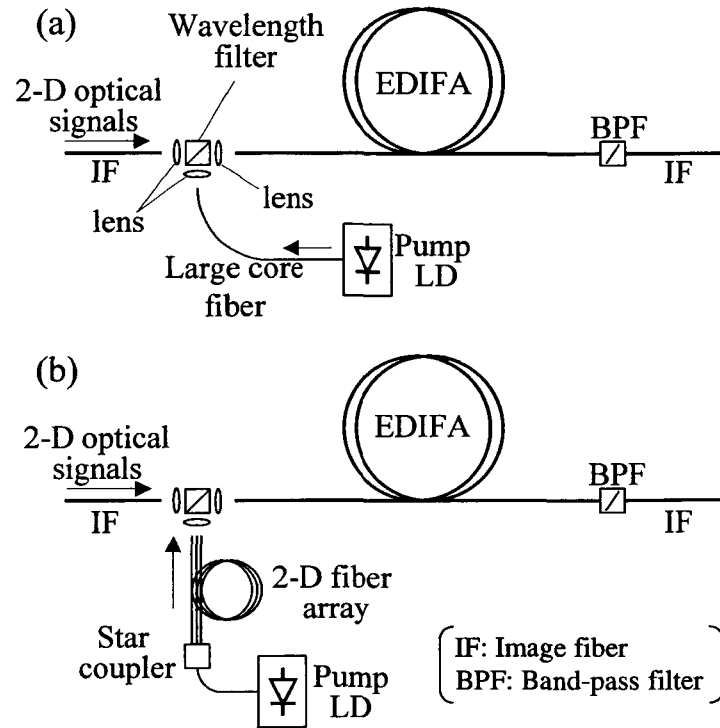 (a)
Wavelength
filter
EDIFA
2-D optical
signals
BPF
IF
IF
lens
lens
Large core
fiber
Pump
LD
(b)
EDIFA
2-D optical
signals
BPF
IF
IF
2-D fiber
array
Star
coupler
Pump
LD
IF: Image fiber
BPF: Band-pass filter